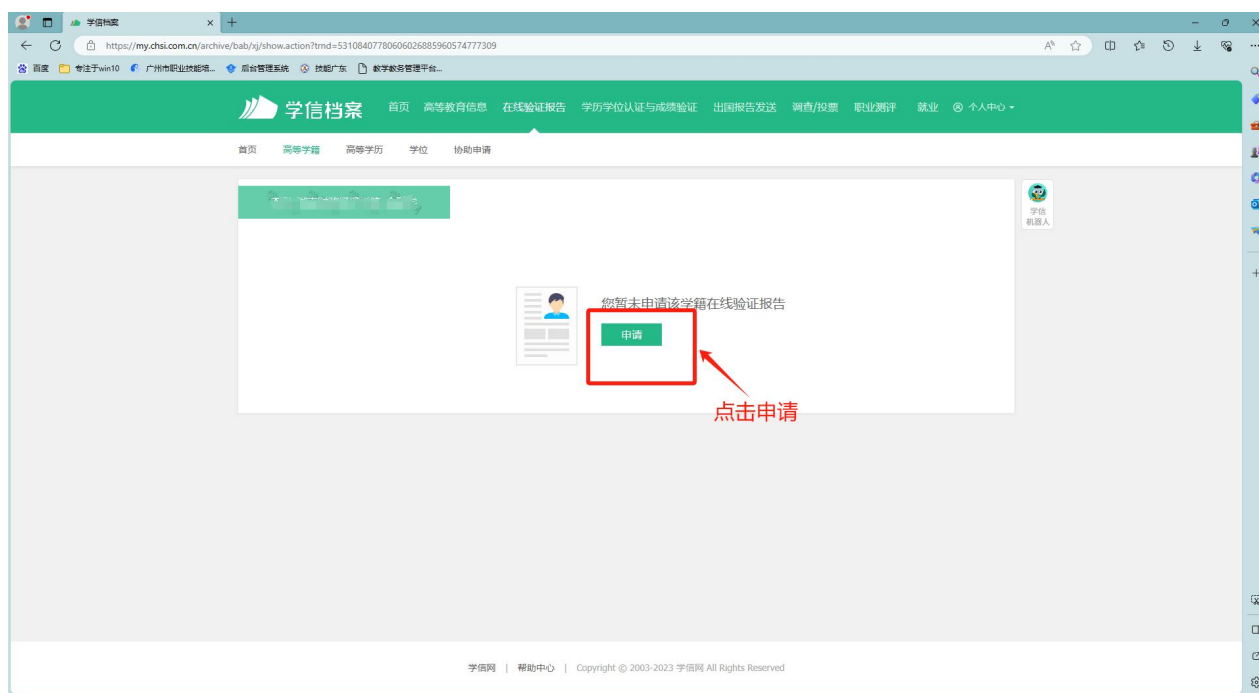 学信档案
https://my.chsi.com.cn/archive/bab/xj/show.action?trnd=53108407780606026885960574777309
百度 专注于win10 广州市职业技能培... 后台管理系统 技能广东 教学教务管理平台...
学信档案 首页 高等教育信息 在线验证报告 学历学位认证与成绩验证 出国报告发送 调查/投票 职业测评 就业 个人中心
首页 高等学籍 高等学历 学位 协助申请
学信
机器人
您暂未申请该学籍在线验证报告
申请
点击申请
学信网 | 帮助中心 | Copyright © 2003-2023 学信网 All Rights Reserved